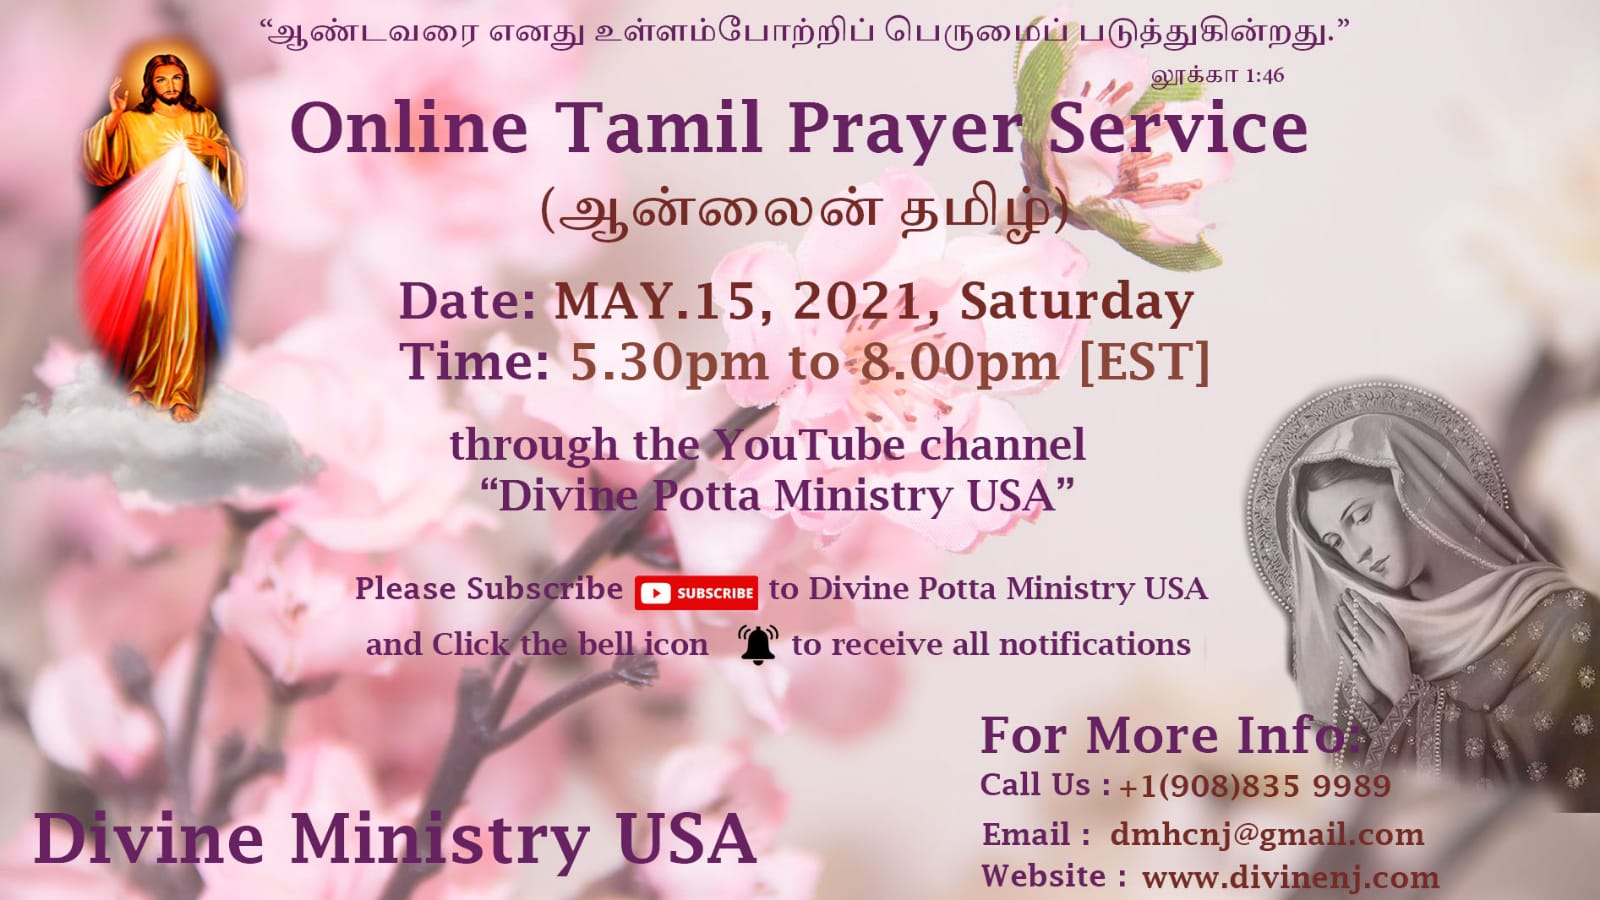 “ஆண்டவரை எனது உள்ளம்போற்றிப் பெருமைப் படுத்துகின்றது.”
லூக்கா 1:46
Online Tamil Prayer Service
(ஆன்லைன் தமிழ்)
Date: MAY.15, 2021, Saturday
Time: 5.30pm to 8.00pm [EST]
through the YouTube channel
“Divine Potta Ministry USA”
Please Subscribe SUBSCRIBE to Divine Potta Ministry USA
and Click the bell icon to receive all notifications
For More Info:
Call Us : +1(908)835 9989
Email : dmhcnj@gmail.com
Website : www.divinenj.com
Divine Ministry USA